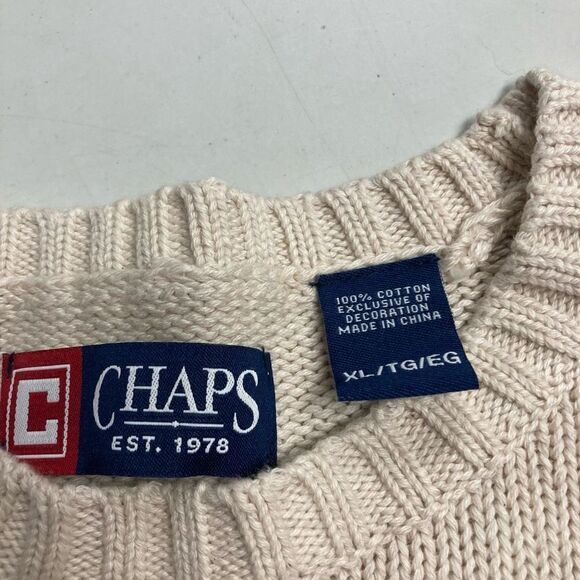 C
CHAPS
EST. 1978
100% COTTON
EXCLUSIVE OF
DECORATION
MADE IN CHINA
XL/TG/EG